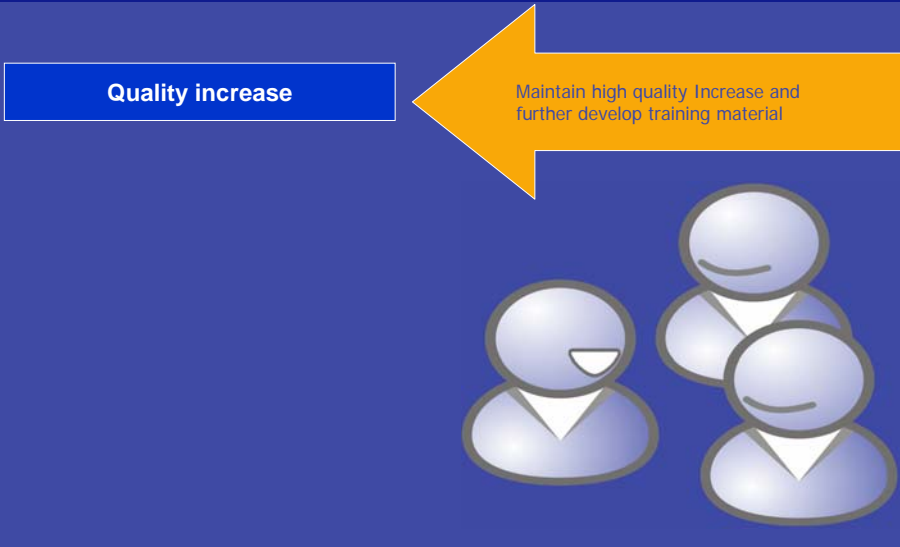 Quality increase
Maintain high quality Increase and
further develop training material